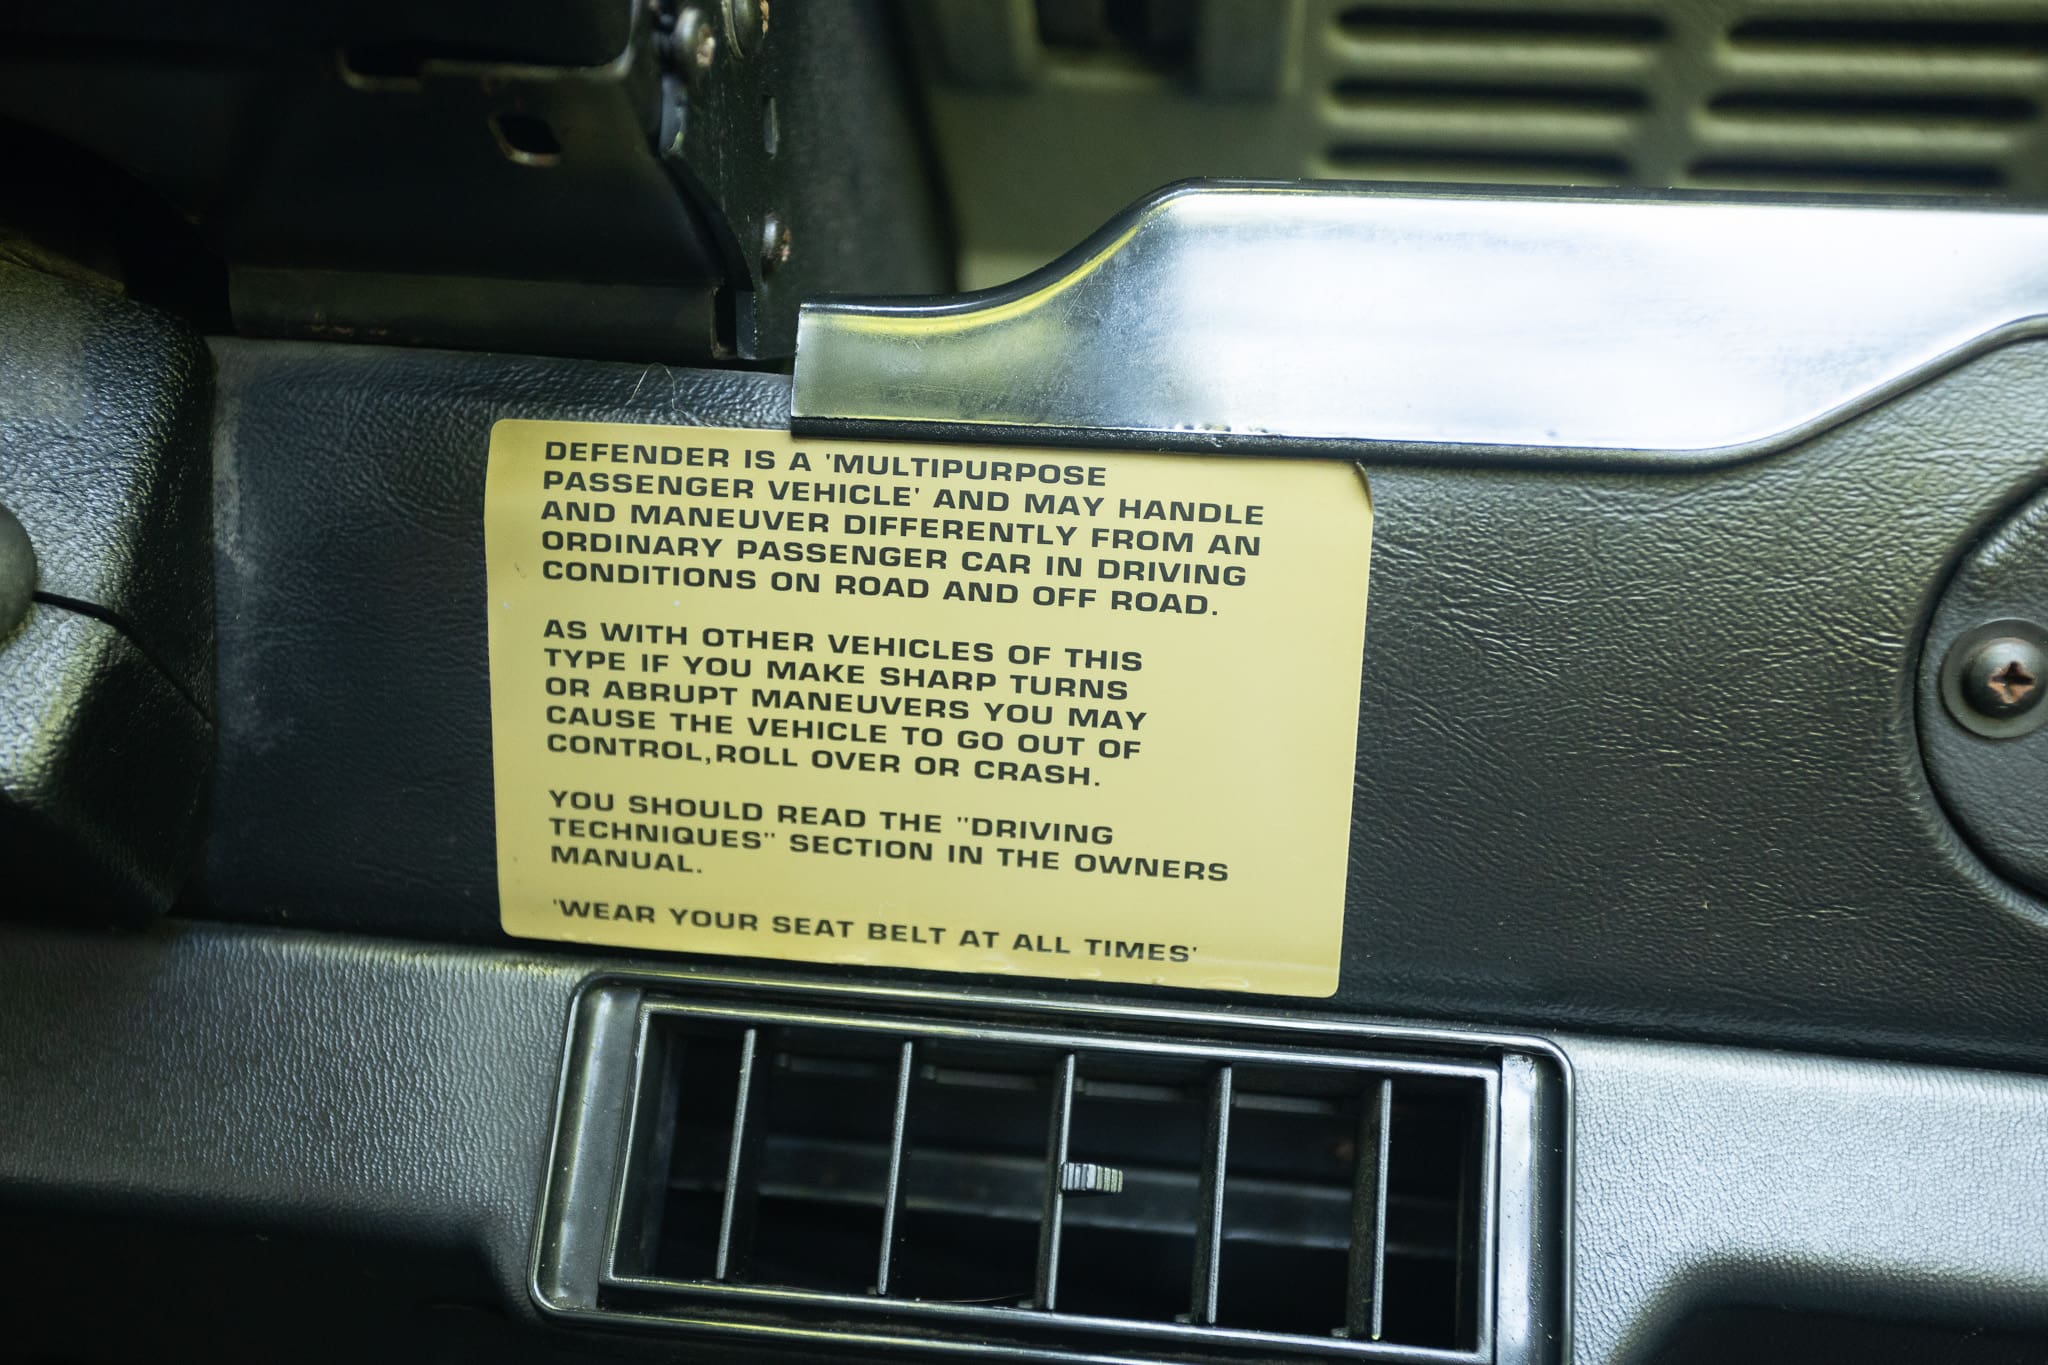 DEFENDER IS A 'MULTIPURPOSE
PASSENGER VEHICLE' AND MAY HANDLE
AND MANEUVER DIFFERENTLY FROM AN
ORDINARY PASSENGER CAR IN DRIVING
CONDITIONS ON ROAD AND OFF ROAD.
AS WITH OTHER VEHICLES OF THIS
TYPE IF YOU MAKE SHARP TURNS
OR ABRUPT MANEUVERS YOU MAY
CAUSE THE VEHICLE TO GO OUT OF
CONTROL,ROLL OVER OR CRASH.
YOU SHOULD READ THE "DRIVING
TECHNIQUES" SECTION IN THE OWNERS
MANUAL.
'WEAR YOUR SEAT BELT AT ALL TIMES'